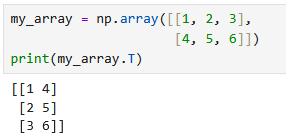 my_array = np.array([[1, 2, 3],
                     [4, 5, 6]])
print(my_array.T)
[[1 4]
 [2 5]
 [3 6]]